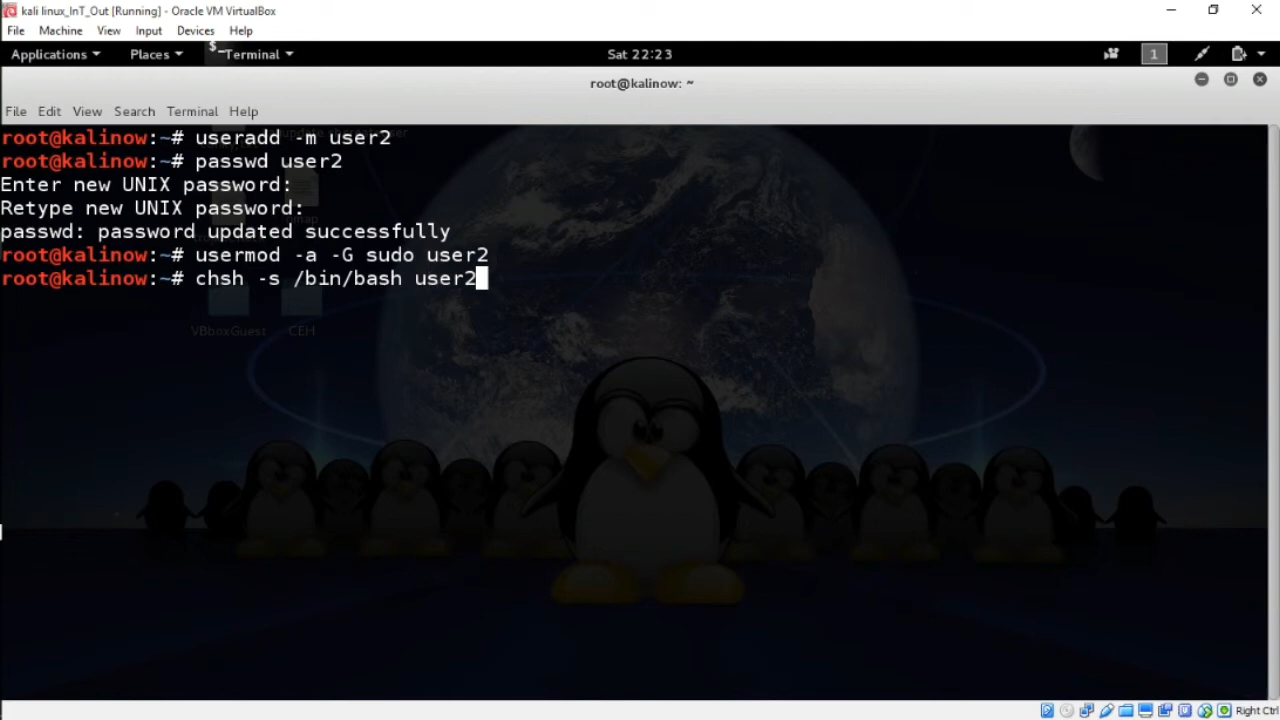 kali linux_InT_Out [Running] - Oracle VM VirtualBox
File Machine View Input Devices Help
Applications Places $_ Terminal Sat 22:23 1
root@kalinow: ~
File Edit View Search Terminal Help
root@kalinow:~# useradd -m user2
root@kalinow:~# passwd user2
Enter new UNIX password:
Retype new UNIX password:
passwd: password updated successfully
root@kalinow:~# usermod -a -G sudo user2
root@kalinow:~# chsh -s /bin/bash user2
VBboxGuest CEH
Right Ctrl